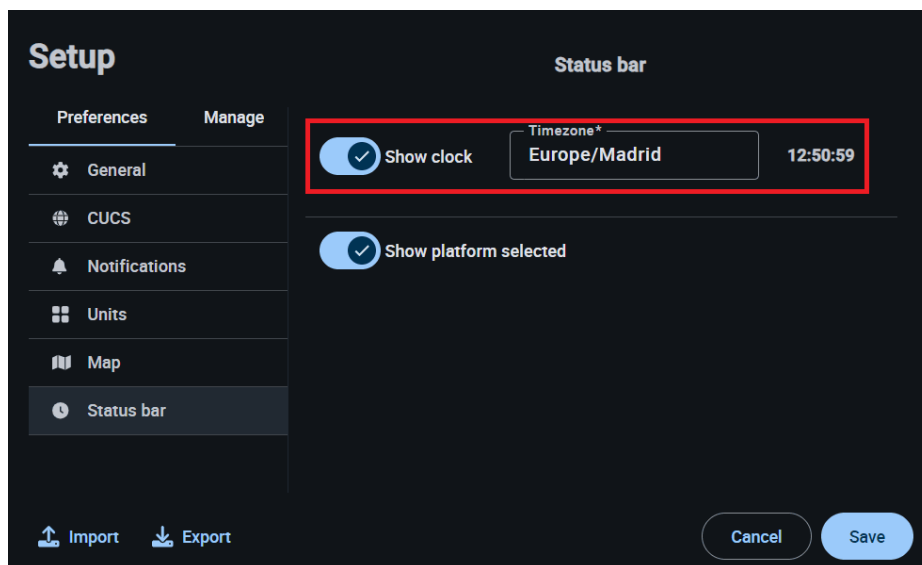 Setup
Status bar
Preferences
Manage
General
CUCS
Notifications
Units
Map
Status bar
Show clock
Timezone*
Europe/Madrid
12:50:59
Show platform selected
Import
Export
Cancel
Save